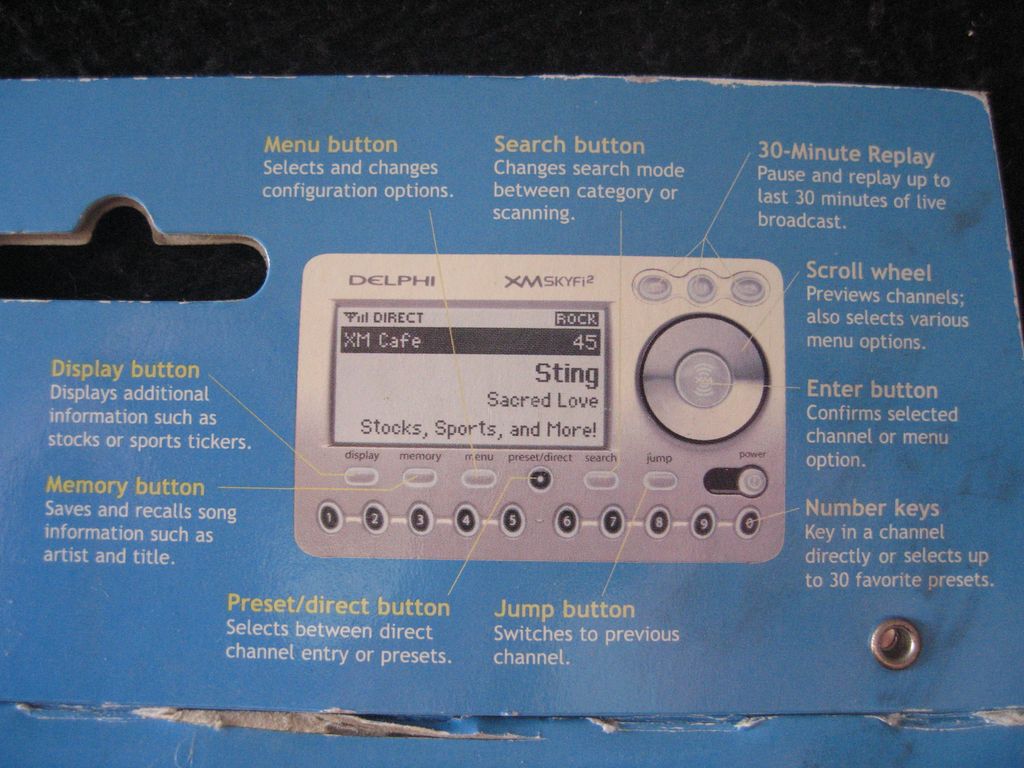 Menu button
Selects and changes
configuration options.
Search button
Changes search mode
between category or
scanning.
30-Minute Replay
Pause and replay up to
last 30 minutes of live
broadcast.
Scroll wheel
Previews channels;
also selects various
menu options.
Enter button
Confirms selected
channel or menu
option.
Number keys
Key in a channel
directly or selects up
to 30 favorite presets.
Display button
Displays additional
information such as
stocks or sports tickers.
Memory button
Saves and recalls song
information such as
artist and title.
Preset/direct button
Selects between direct
channel entry or presets.
Jump button
Switches to previous
channel.
DELPHI XM SKYFi2
DIRECT ROCK
XM Cafe 45
Sting
Sacred Love
Stocks, Sports, and More!
display memory menu preset/direct search jump power
1 2 3 4 5 6 7 8 9 0